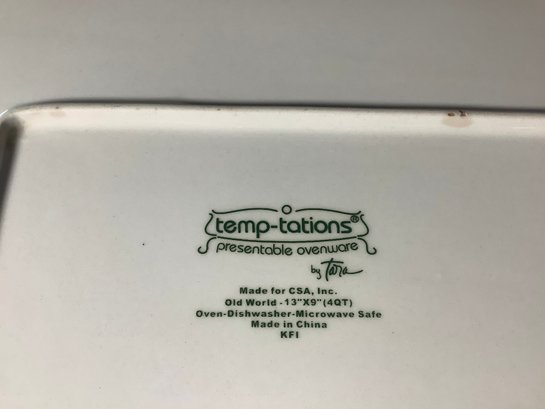 temp-tations®
presentable ovenware
by Tara
Made for CSA, Inc.
Old World - 13"X9"(4QT)
Oven-Dishwasher-Microwave Safe
Made in China
KFI